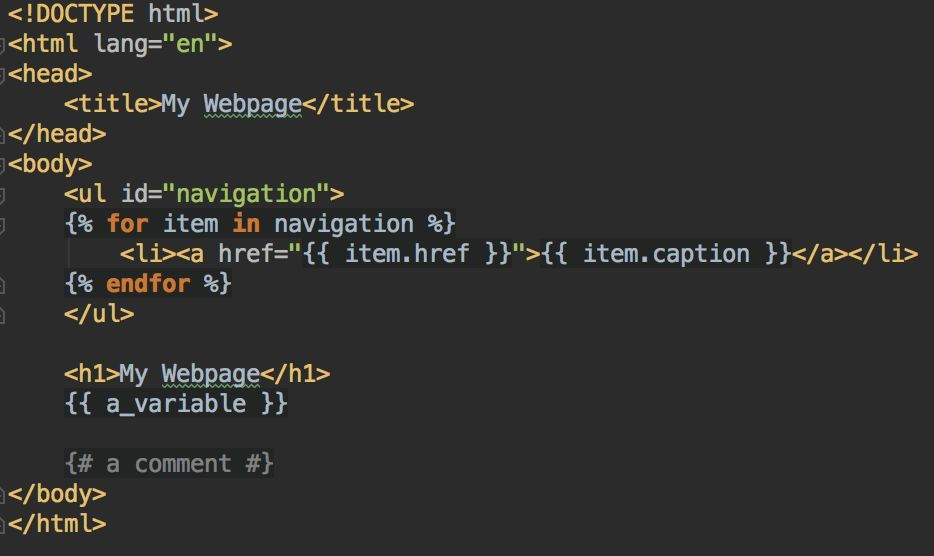 <!DOCTYPE html>
<html lang="en">
<head>
    <title>My Webpage</title>
</head>
<body>
    <ul id="navigation">
    {% for item in navigation %}
        <li><a href="{{ item.href }}">{{ item.caption }}</a></li>
    {% endfor %}
    </ul>

    <h1>My Webpage</h1>
    {{ a_variable }}

    {# a comment #}
</body>
</html>